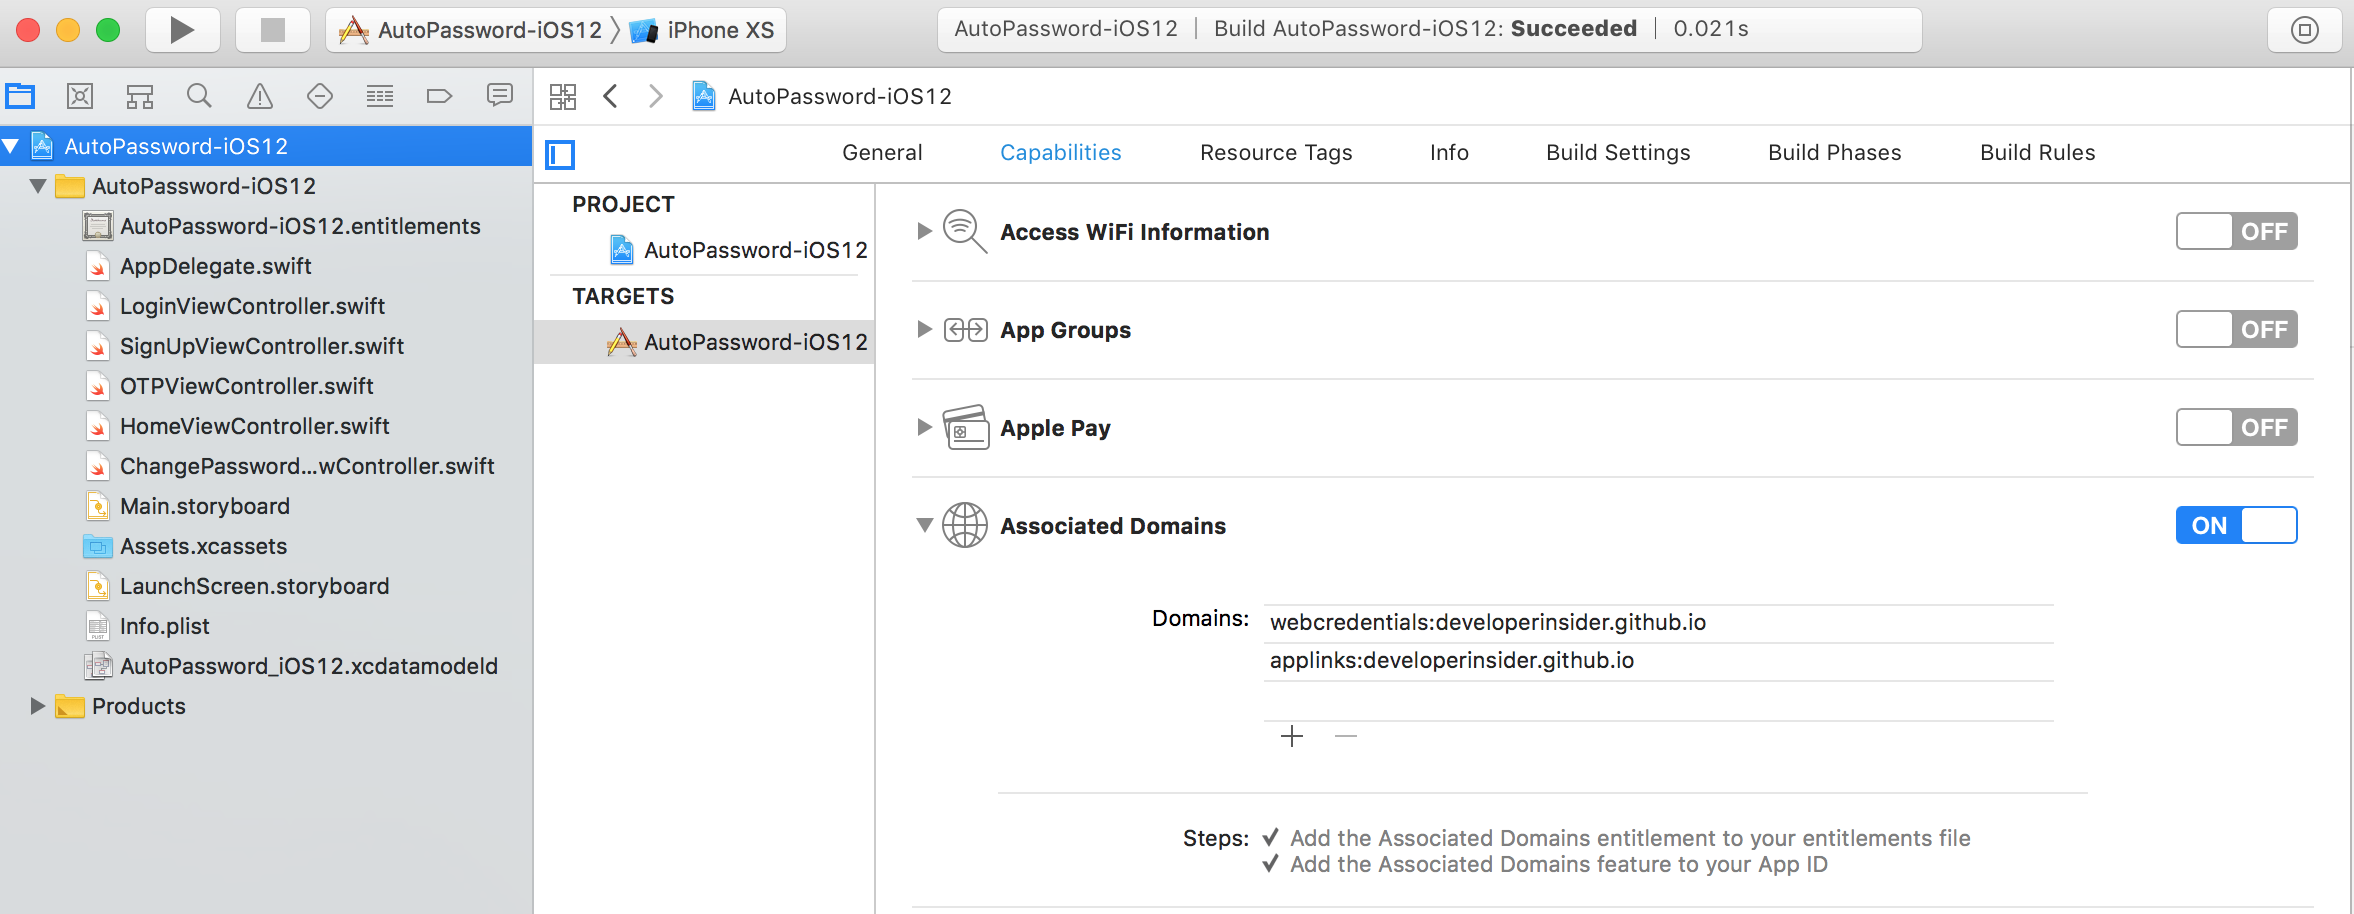 AutoPassword-iOS12 iPhone XS
AutoPassword-iOS12 | Build AutoPassword-iOS12: Succeeded | 0.021s
AutoPassword-iOS12
General Capabilities Resource Tags Info Build Settings Build Phases Build Rules
AutoPassword-iOS12
AutoPassword-iOS12
AutoPassword-iOS12.entitlements
AppDelegate.swift
LoginViewController.swift
SignUpViewController.swift
OTPViewController.swift
HomeViewController.swift
ChangePassword...wController.swift
Main.storyboard
Assets.xcassets
LaunchScreen.storyboard
Info.plist
AutoPassword_iOS12.xcdatamodeld
Products
PROJECT
AutoPassword-iOS12
TARGETS
AutoPassword-iOS12
Access WiFi Information OFF
App Groups OFF
Apple Pay OFF
Associated Domains ON
Domains: webcredentials:developerinsider.github.io
applinks:developerinsider.github.io
Steps: ✓ Add the Associated Domains entitlement to your entitlements file
✓ Add the Associated Domains feature to your App ID